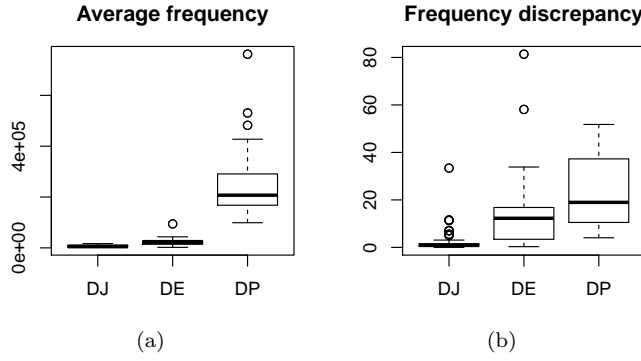 Average frequency
4e+05
0e+00
DJ DE DP
(a)
Frequency discrepancy
80
60
40
20
0
DJ DE DP
(b)